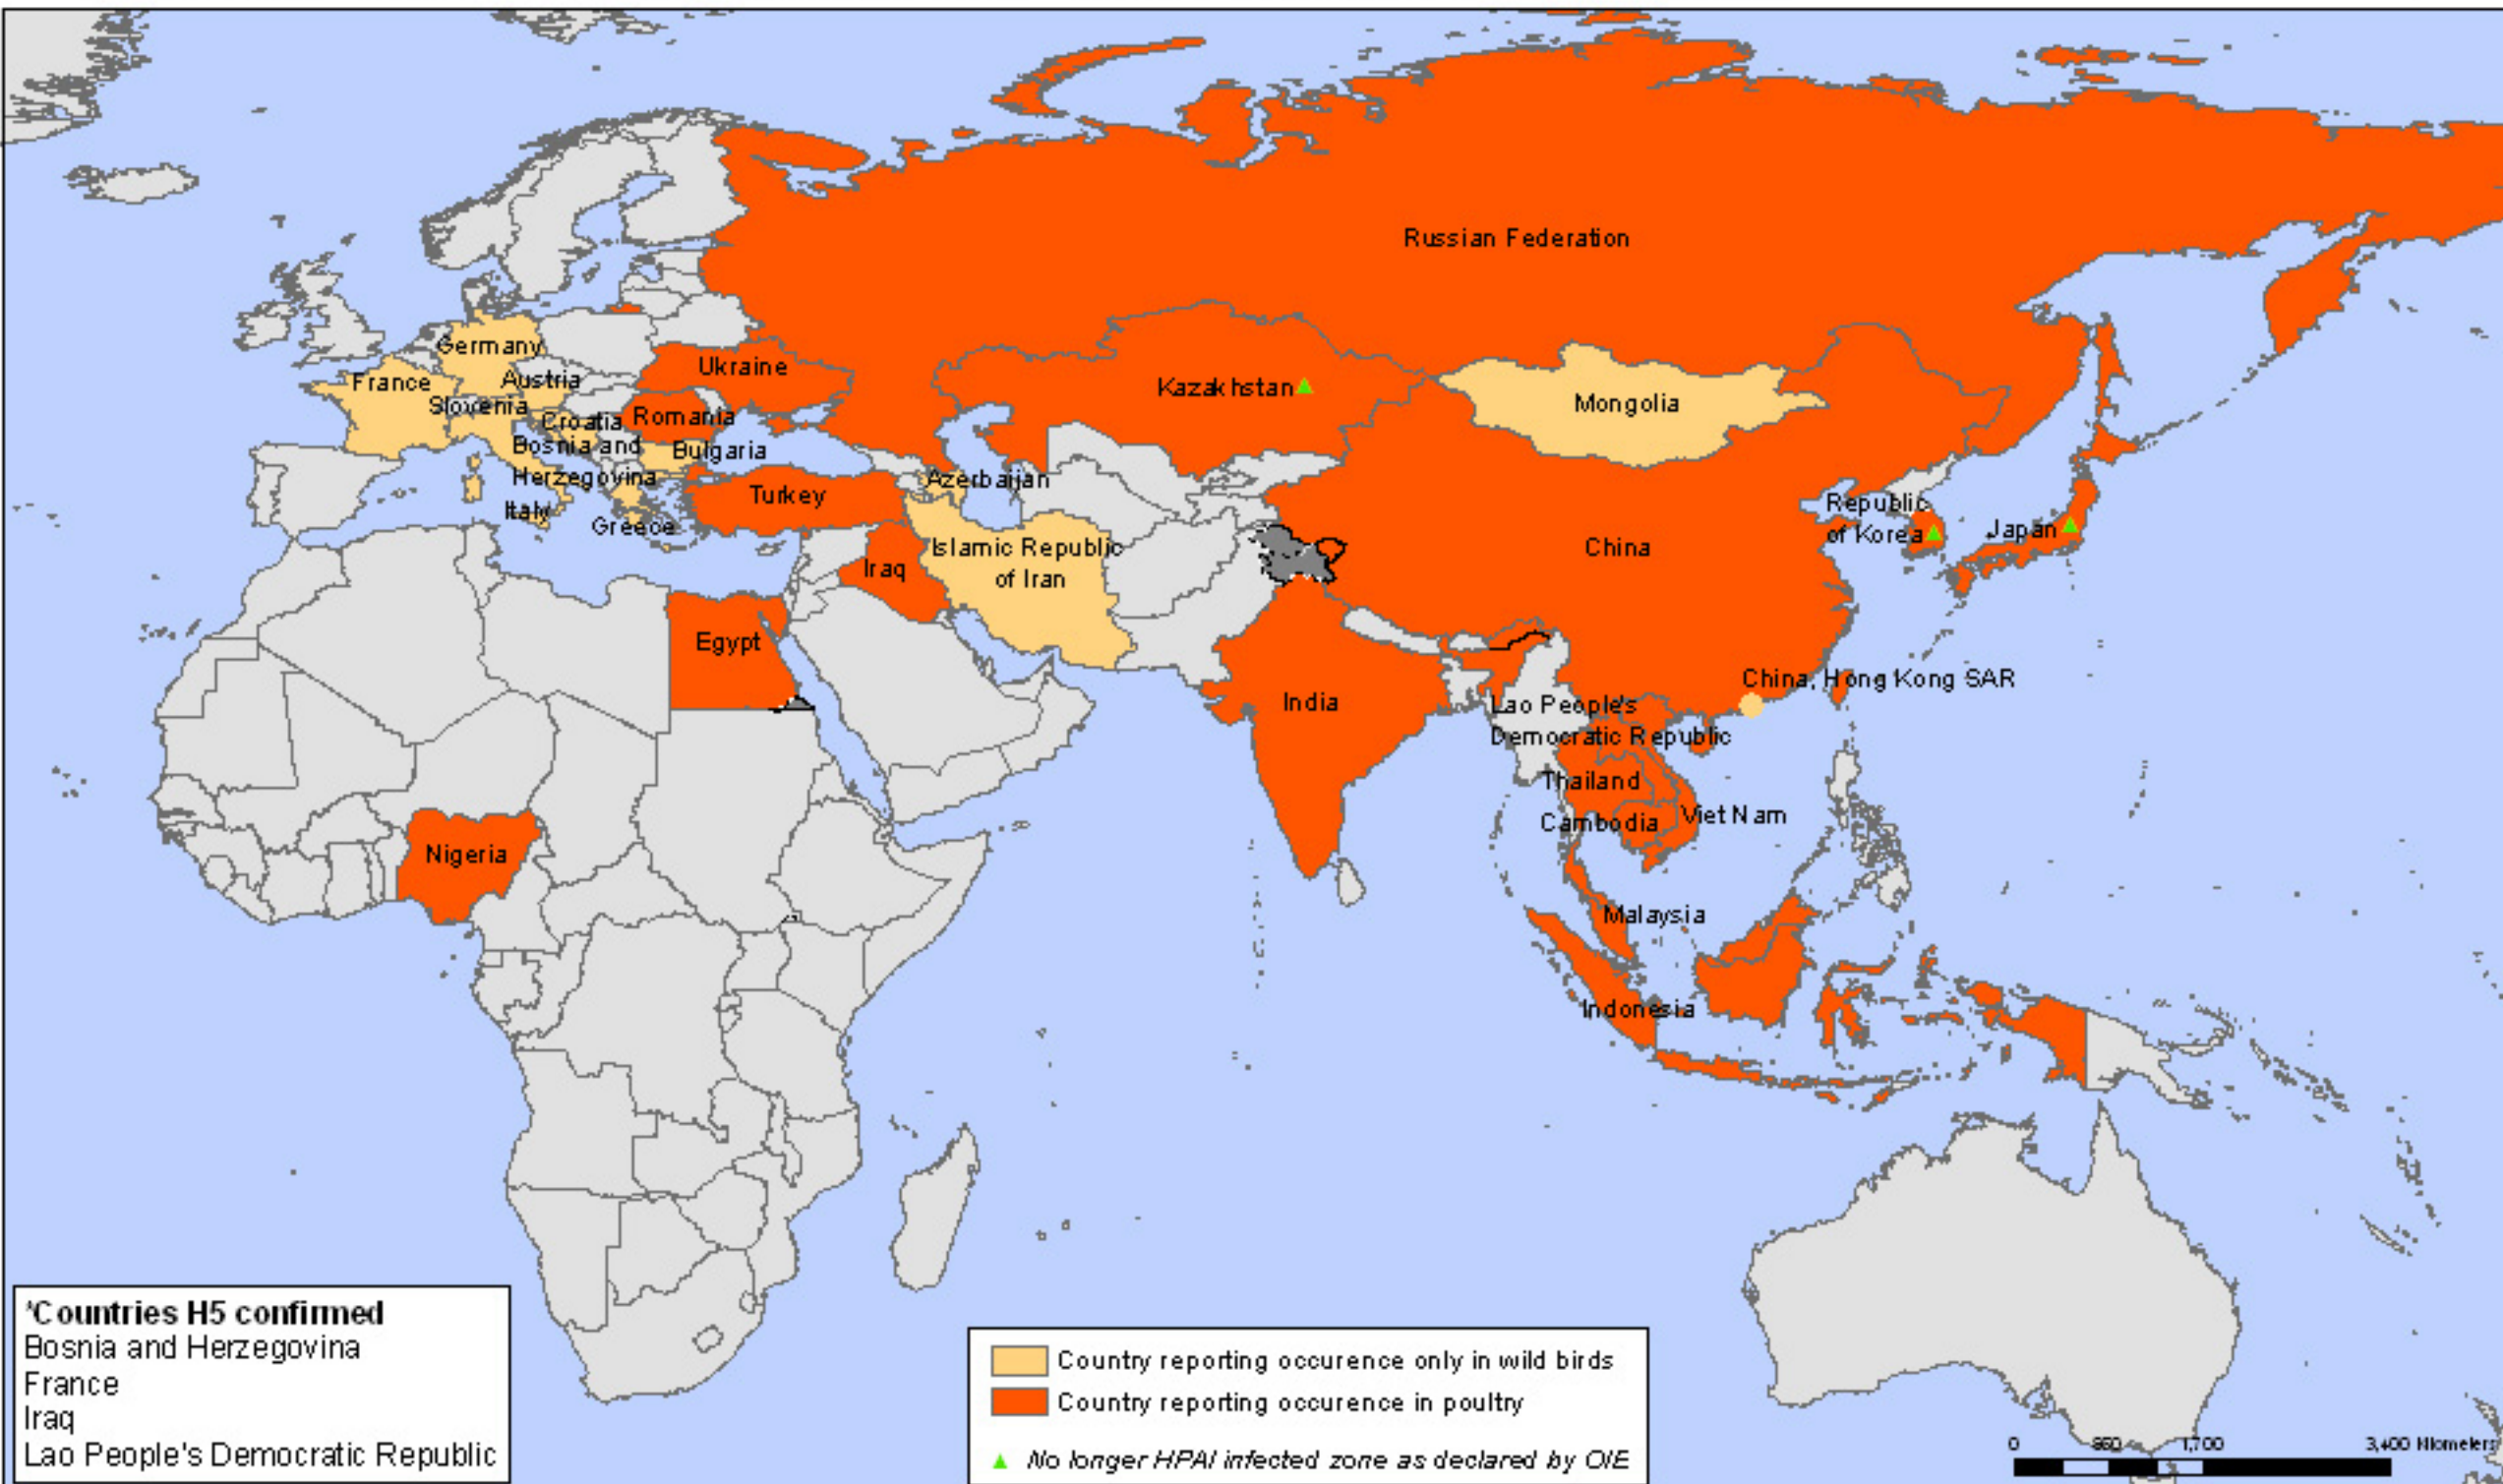 Russian Federation
Germany
Ukraine
France
Austria
Kazakhstan
Mongolia
Slovenia
Croatia
Romania
Bosnia and
Herzegovina
Bulgaria
Azerbaijan
Turkey
Italy
Greece
Republic
of Korea
Japan
Islamic Republic
of Iran
China
Iraq
Egypt
China, Hong Kong SAR
India
Lao People's
Democratic Republic
Thailand
Viet Nam
Cambodia
Nigeria
Malaysia
Indonesia
*Countries H5 confirmed
Bosnia and Herzegovina
France
Iraq
Lao People's Democratic Republic
Country reporting occurence only in wild birds
Country reporting occurence in poultry
No longer HPAI infected zone as declared by OIE
0 850 1,700 3,400 Kilometers